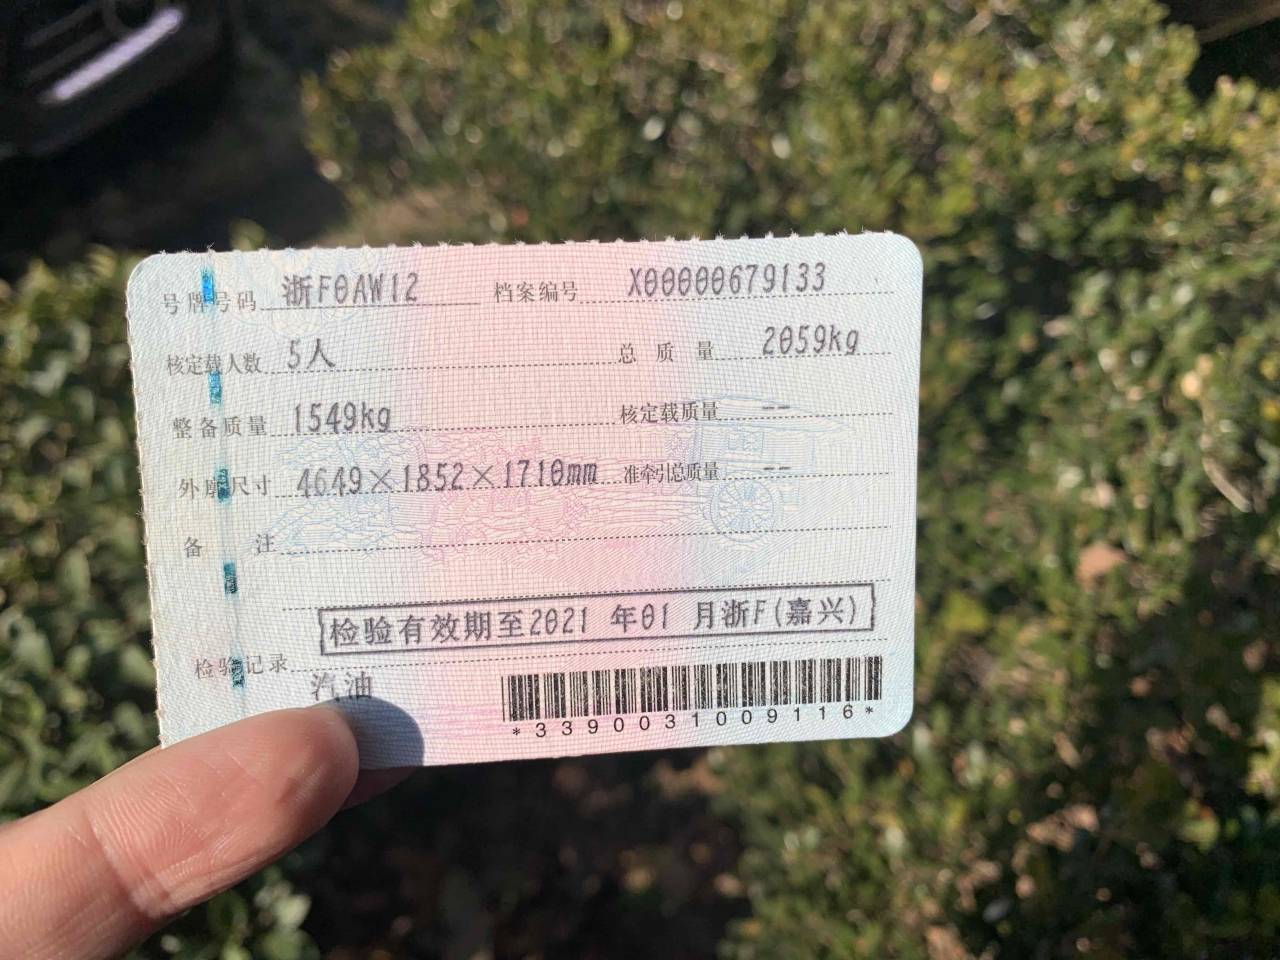 号牌号码 浙F0AW12 档案编号 X00000679133
核定载人数 5人 总质量 2059kg
整备质量 1549kg 核定载质量 --
外廓尺寸 4649×1852×1710mm 准牵引总质量 --
备注
检验有效期至2021 年01 月浙F(嘉兴)
检验记录
汽油
*3390031009116*